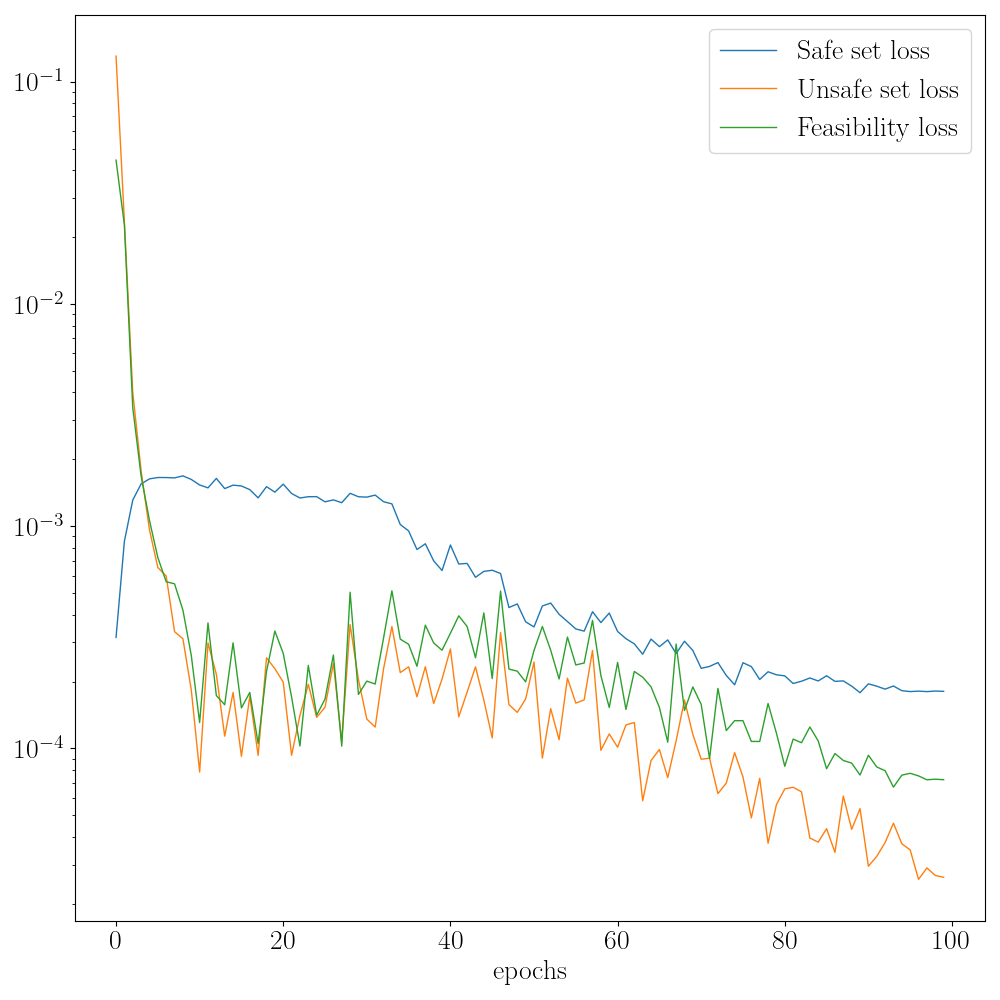 Safe set loss
Unsafe set loss
Feasibility loss
10⁻¹
10⁻²
10⁻³
10⁻⁴
0 20 40 60 80 100
epochs